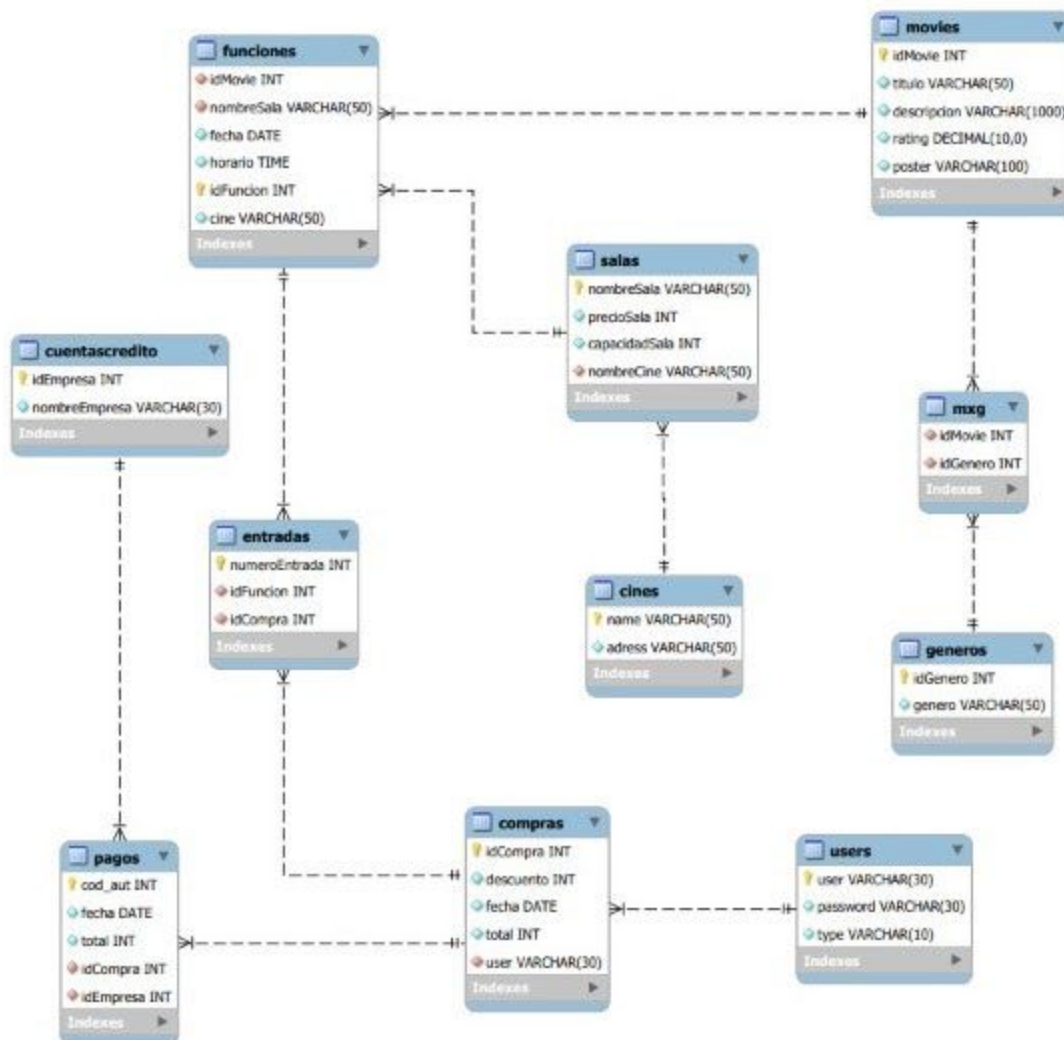 funciones
idMovie INT
nombreSala VARCHAR(50)
fecha DATE
horario TIME
idFuncion INT
cine VARCHAR(50)
Indexes
movies
idMovie INT
titulo VARCHAR(50)
descripcion VARCHAR(1000)
rating DECIMAL(10,0)
poster VARCHAR(100)
Indexes
salas
nombreSala VARCHAR(50)
precioSala INT
capacidadSala INT
nombreCine VARCHAR(50)
Indexes
cuentascredito
idEmpresa INT
nombreEmpresa VARCHAR(30)
Indexes
mxg
idMovie INT
idGenero INT
Indexes
entradas
numeroEntrada INT
idFuncion INT
idCompra INT
Indexes
cines
name VARCHAR(50)
adress VARCHAR(50)
Indexes
generos
idGenero INT
genero VARCHAR(50)
Indexes
pagos
cod_aut INT
fecha DATE
total INT
idCompra INT
idEmpresa INT
Indexes
compras
idCompra INT
descuento INT
fecha DATE
total INT
user VARCHAR(30)
Indexes
users
user VARCHAR(30)
password VARCHAR(30)
type VARCHAR(10)
Indexes